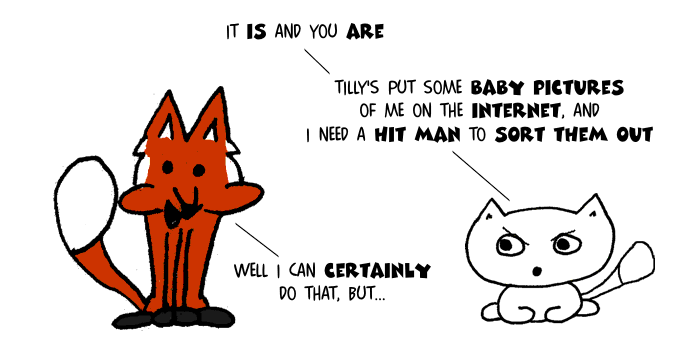 IT IS AND YOU ARE
TILLY'S PUT SOME BABY PICTURES
OF ME ON THE INTERNET, AND
I NEED A HIT MAN TO SORT THEM OUT
WELL I CAN CERTAINLY
DO THAT, BUT...